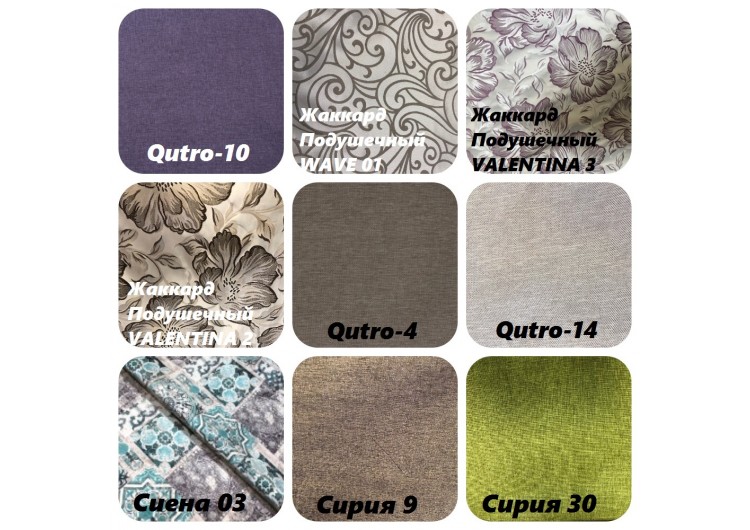 Qutro-10
Жаккард
Подушечный
WAVE 01
Жаккард
Подушечный
VALENTINA 3
Жаккард
Подушечный
VALENTINA 2
Qutro-4
Qutro-14
Сиена 03
Сирия 9
Сирия 30